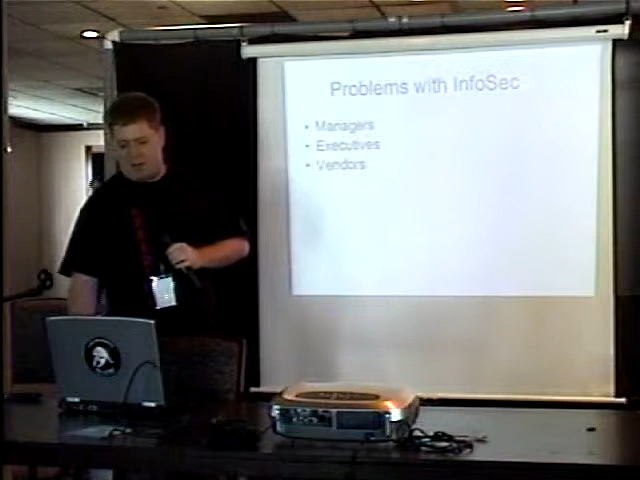 Problems with InfoSec
• Managers
• Executives
• Vendors